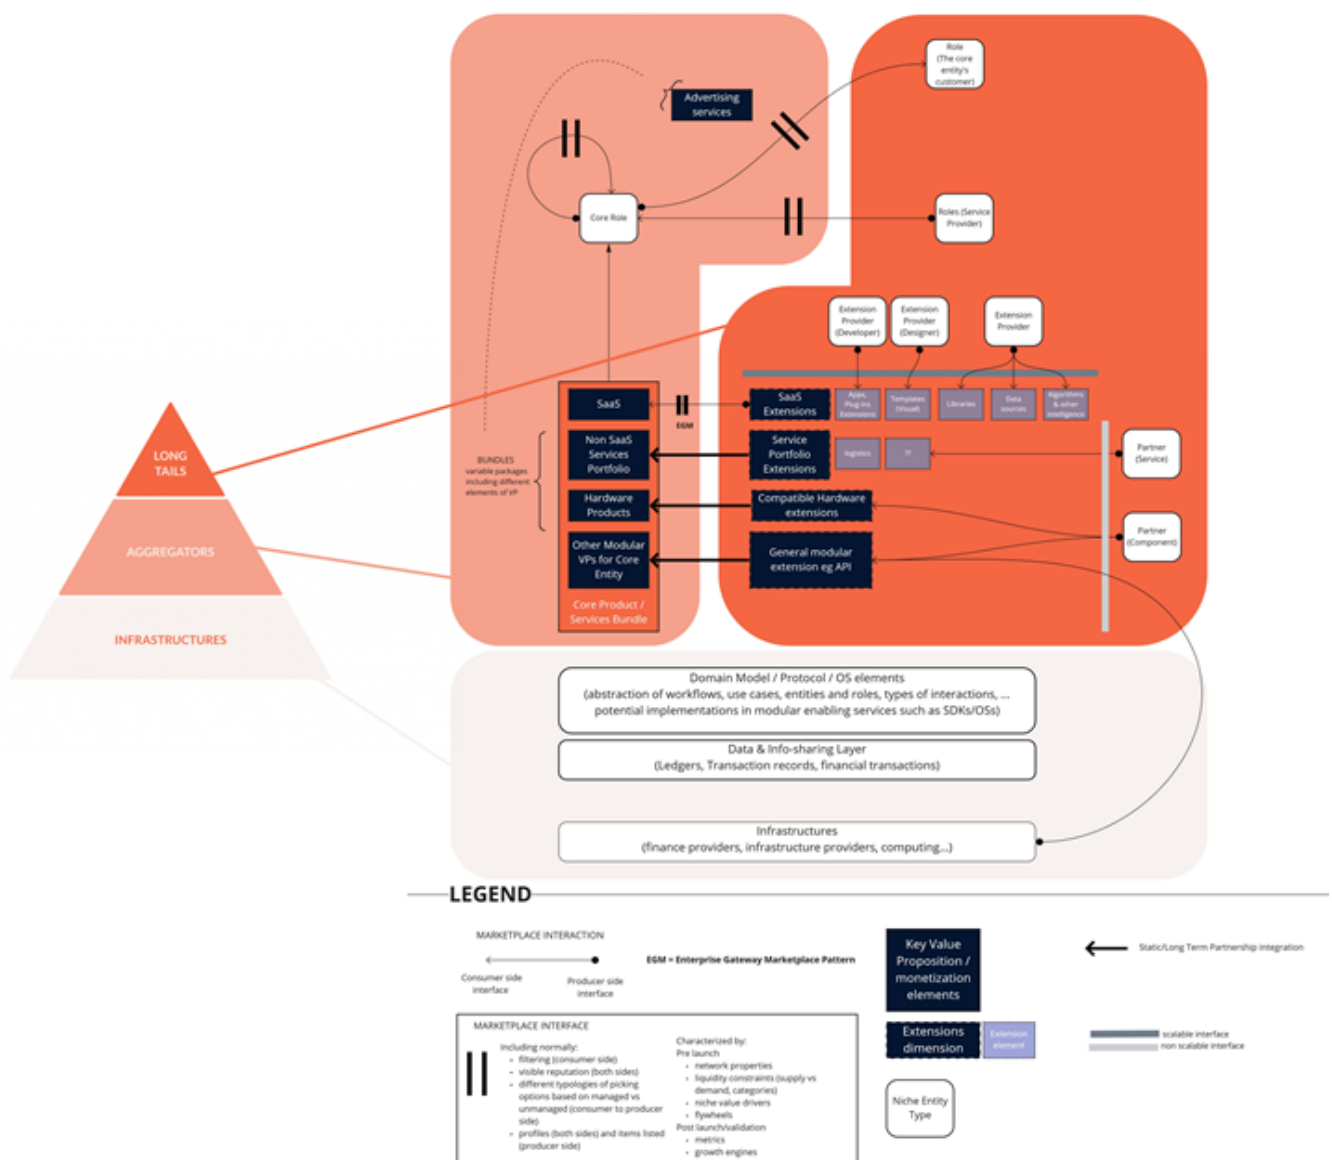 Role
(The core
entity's
customer)
Advertising
services
Core Role
Roles (Service
Provider)
Extension
Provider
(Developer)
Extension
Provider
(Designer)
Extension
Provider
SaaS
EGM
SaaS
Extensions
Apps,
Plug-ins
Extensions
Templates
(Visual)
Libraries
Data
sources
Algorithms
& other
intelligence
Non SaaS
Services
Portfolio
Service
Portfolio
Extensions
logistics
??
Partner
(Service)
BUNDLES
variable packages
including different
elements of VP
Hardware
Products
Compatible Hardware
extensions
Partner
(Component)
Other Modular
VPs for Core
Entity
General modular
extension eg API
Core Product /
Services Bundle
LONG
TAILS
AGGREGATORS
INFRASTRUCTURES
Domain Model / Protocol / OS elements
(abstraction of workflows, use cases, entities and roles, types of interactions, ...
potential implementations in modular enabling services such as SDKs/OSs)
Data & Info-sharing Layer
(Ledgers, Transaction records, financial transactions)
Infrastructures
(finance providers, infrastructure providers, computing...)
LEGEND
MARKETPLACE INTERACTION
Consumer side
interface
Producer side
interface
EGM = Enterprise Gateway Marketplace Pattern
Key Value
Proposition /
monetization
elements
Static/Long Term Partnership integration
Extensions
dimension
Extension
element
scalable interface
non scalable interface
Niche Entity
Type
MARKETPLACE INTERFACE
Including normally:
• filtering (consumer side)
• visible reputation (both sides)
• different typologies of picking
options based on managed vs
unmanaged (consumer to producer
side)
• profiles (both sides) and items listed
(producer side)
Characterized by:
Pre launch
• network properties
• liquidity constraints (supply vs
demand, categories)
• niche value drivers
• flywheels
Post launch/validation
• metrics
• growth engines